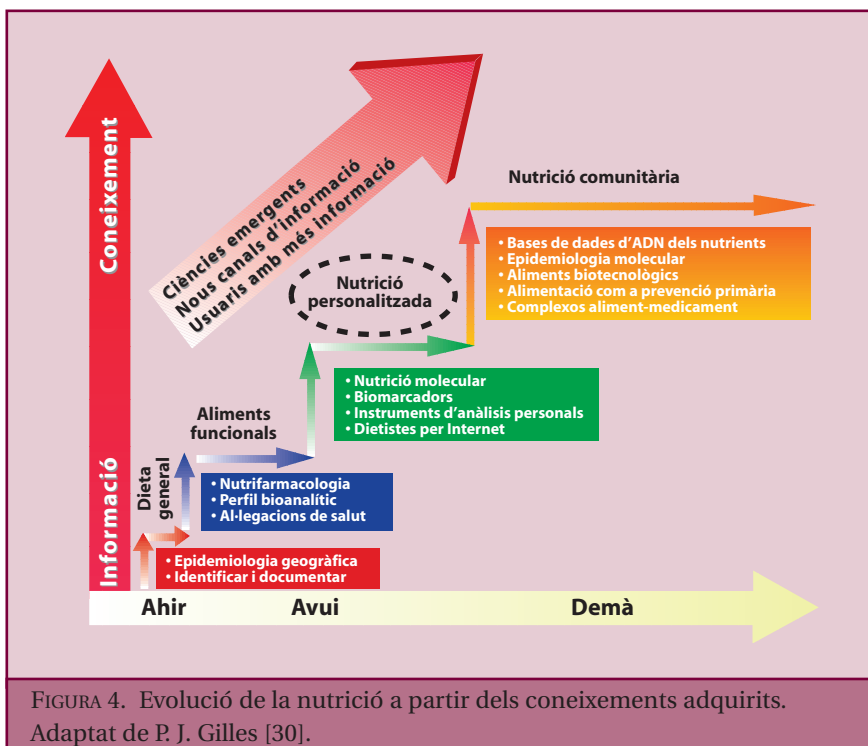 Coneixement
Informació
Ciències emergents
Nous canals d'informació
Usuaris amb més informació
Nutrició comunitària
• Bases de dades d'ADN dels nutrients
• Epidemiologia molecular
• Aliments biotecnològics
• Alimentació com a prevenció primària
• Complexos aliment-medicament
Nutrició
personalitzada
• Nutrició molecular
• Biomarcadors
• Instruments d'anàlisis personals
• Dietistes per Internet
Aliments
funcionals
• Nutrifarmacologia
• Perfil bioanalític
• Al·legacions de salut
Dieta
general
• Epidemiologia geogràfica
• Identificar i documentar
Ahir
Avui
Demà
FIGURA 4. Evolució de la nutrició a partir dels coneixements adquirits.
Adaptat de P. J. Gilles [30].